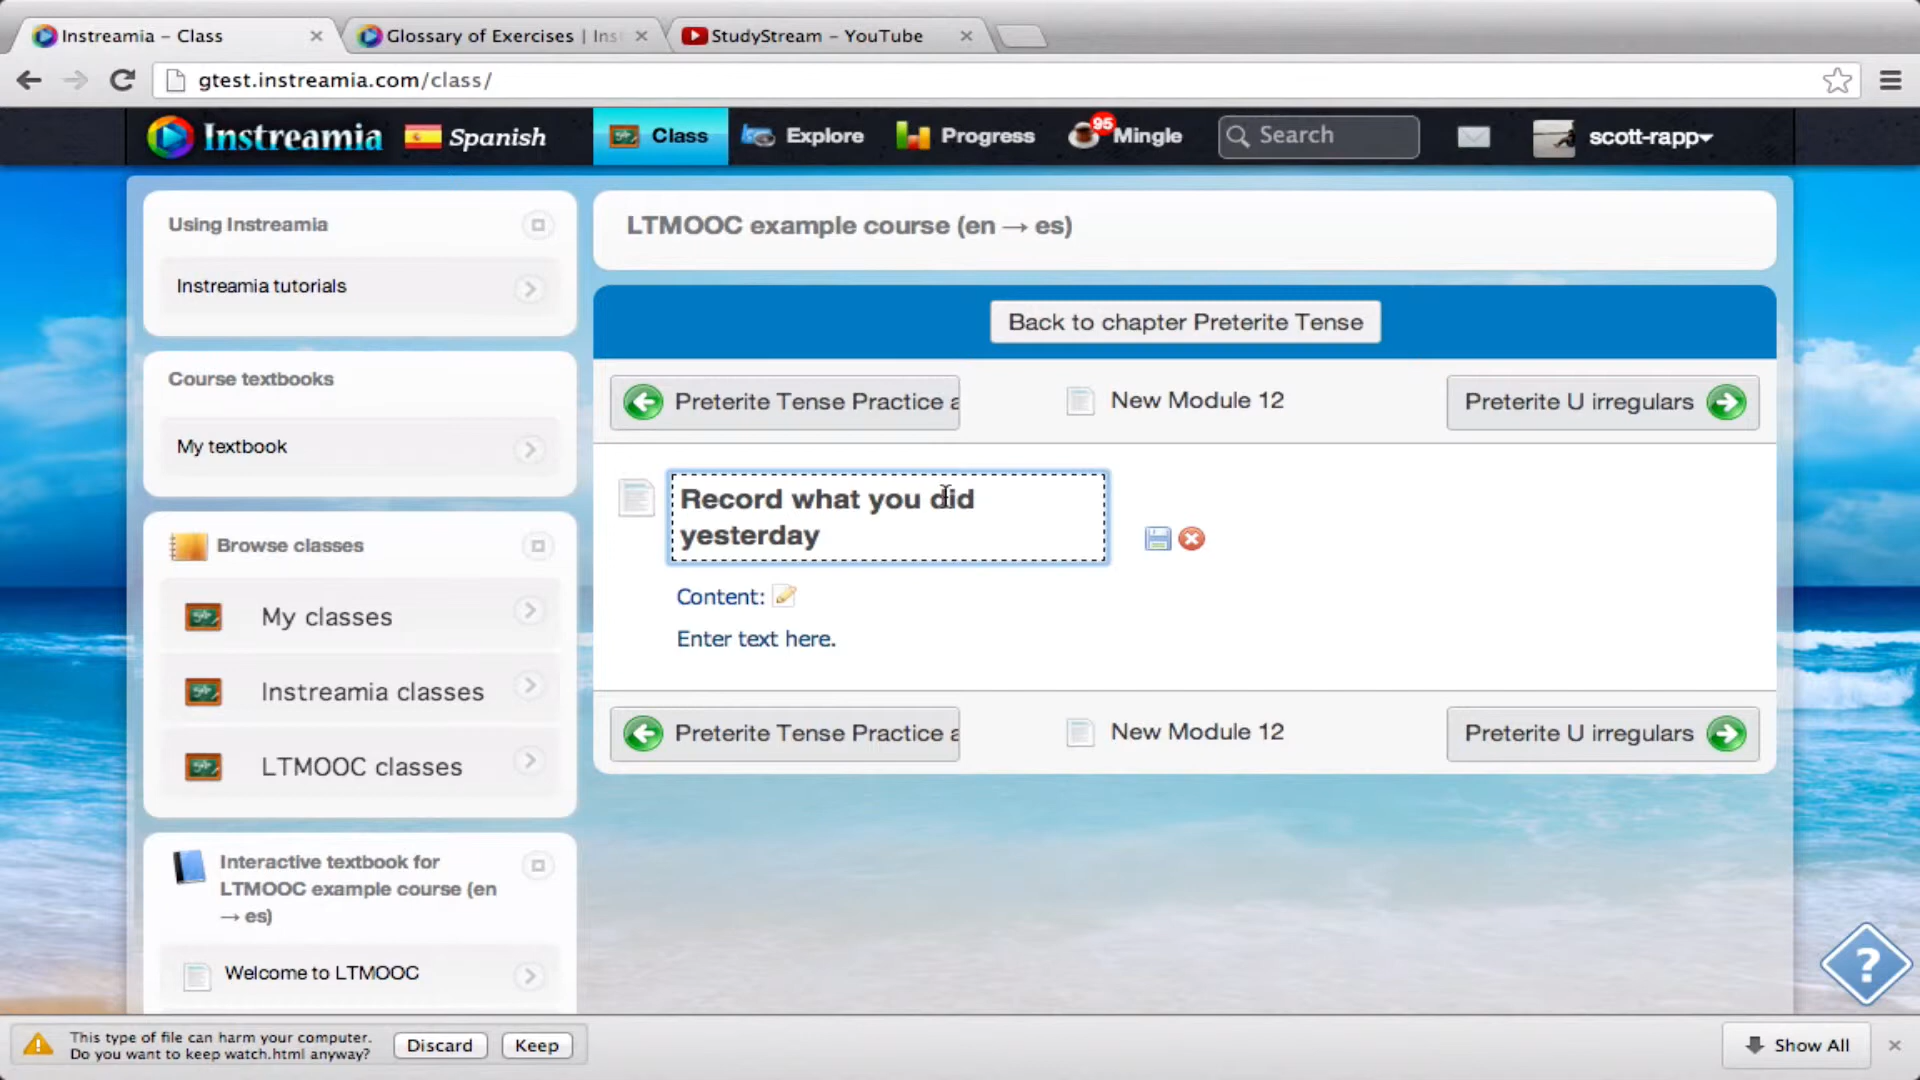 Instreamia – Class
Glossary of Exercises | Inst
StudyStream – YouTube
gtest.instreamia.com/class/
Instreamia
Spanish
Class
Explore
Progress
95
Mingle
Search
scott-rapp
Using Instreamia
Instreamia tutorials
Course textbooks
My textbook
Browse classes
My classes
Instreamia classes
LTMOOC classes
Interactive textbook for
LTMOOC example course (en
→ es)
Welcome to LTMOOC
LTMOOC example course (en → es)
Back to chapter Preterite Tense
Preterite Tense Practice a
New Module 12
Preterite U irregulars
Record what you did
yesterday
Content:
Enter text here.
Preterite Tense Practice a
New Module 12
Preterite U irregulars
?
This type of file can harm your computer.
Do you want to keep watch.html anyway?
Discard
Keep
Show All